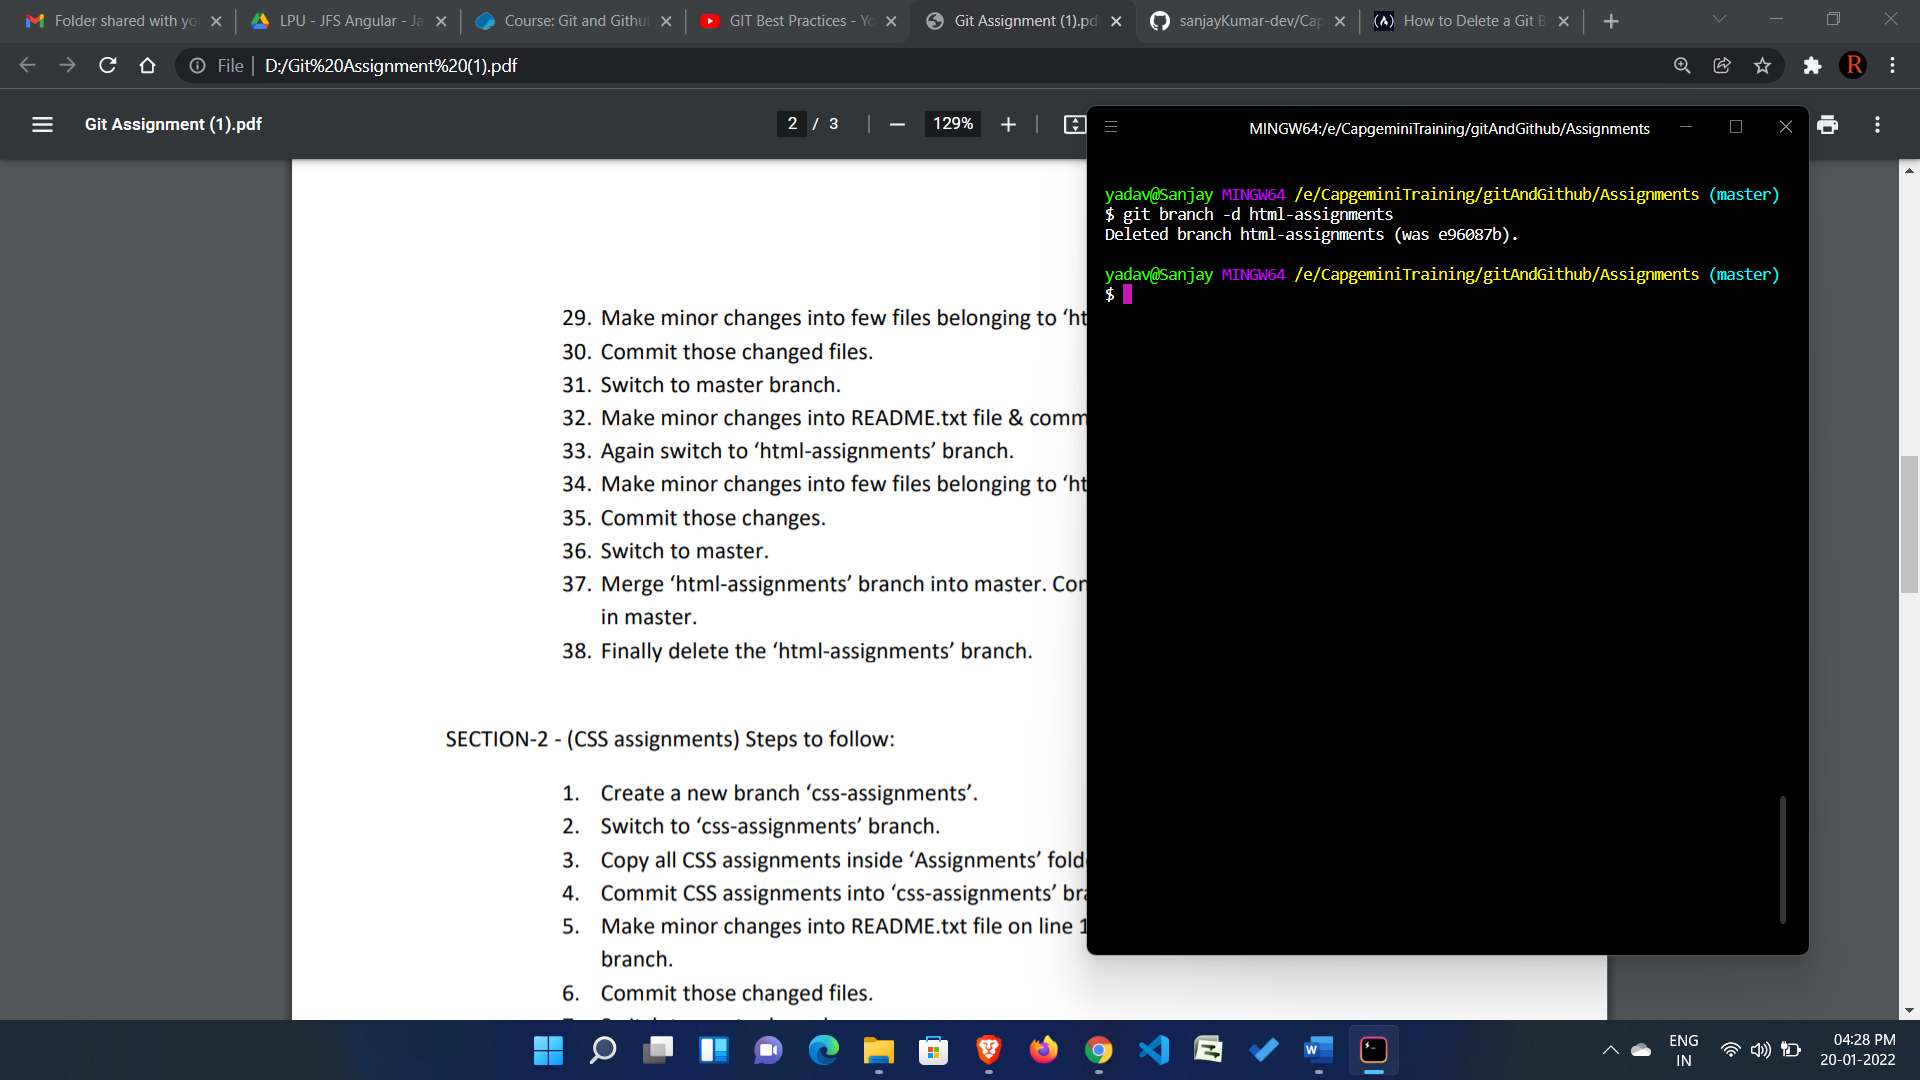 Folder shared with yo
LPU - JFS Angular - Ja
Course: Git and Githu
GIT Best Practices - Yo
Git Assignment (1).pd
sanjayKumar-dev/Cap
How to Delete a Git B
File
D:/Git%20Assignment%20(1).pdf
R
Git Assignment (1).pdf
2 / 3
129%
MINGW64:/e/CapgeminiTraining/gitAndGithub/Assignments
yadav@Sanjay MINGW64 /e/CapgeminiTraining/gitAndGithub/Assignments (master)
$ git branch -d html-assignments
Deleted branch html-assignments (was e96087b).
yadav@Sanjay MINGW64 /e/CapgeminiTraining/gitAndGithub/Assignments (master)
$
29. Make minor changes into few files belonging to ‘ht
30. Commit those changed files.
31. Switch to master branch.
32. Make minor changes into README.txt file & comm
33. Again switch to ‘html-assignments’ branch.
34. Make minor changes into few files belonging to ‘ht
35. Commit those changes.
36. Switch to master.
37. Merge ‘html-assignments’ branch into master. Con
in master.
38. Finally delete the ‘html-assignments’ branch.
SECTION-2 - (CSS assignments) Steps to follow:
1. Create a new branch ‘css-assignments’.
2. Switch to ‘css-assignments’ branch.
3. Copy all CSS assignments inside ‘Assignments’ fold
4. Commit CSS assignments into ‘css-assignments’ bra
5. Make minor changes into README.txt file on line 1
branch.
6. Commit those changed files.
ENG
IN
04:28 PM
20-01-2022